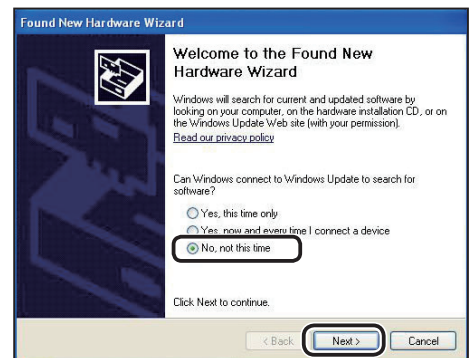 Found New Hardware Wizard
Welcome to the Found New
Hardware Wizard
Windows will search for current and updated software by
looking on your computer, on the hardware installation CD, or on
the Windows Update Web site (with your permission).
Read our privacy policy
Can Windows connect to Windows Update to search for
software?
Yes, this time only
Yes, now and every time I connect a device
No, not this time
Click Next to continue.
< Back
Next >
Cancel